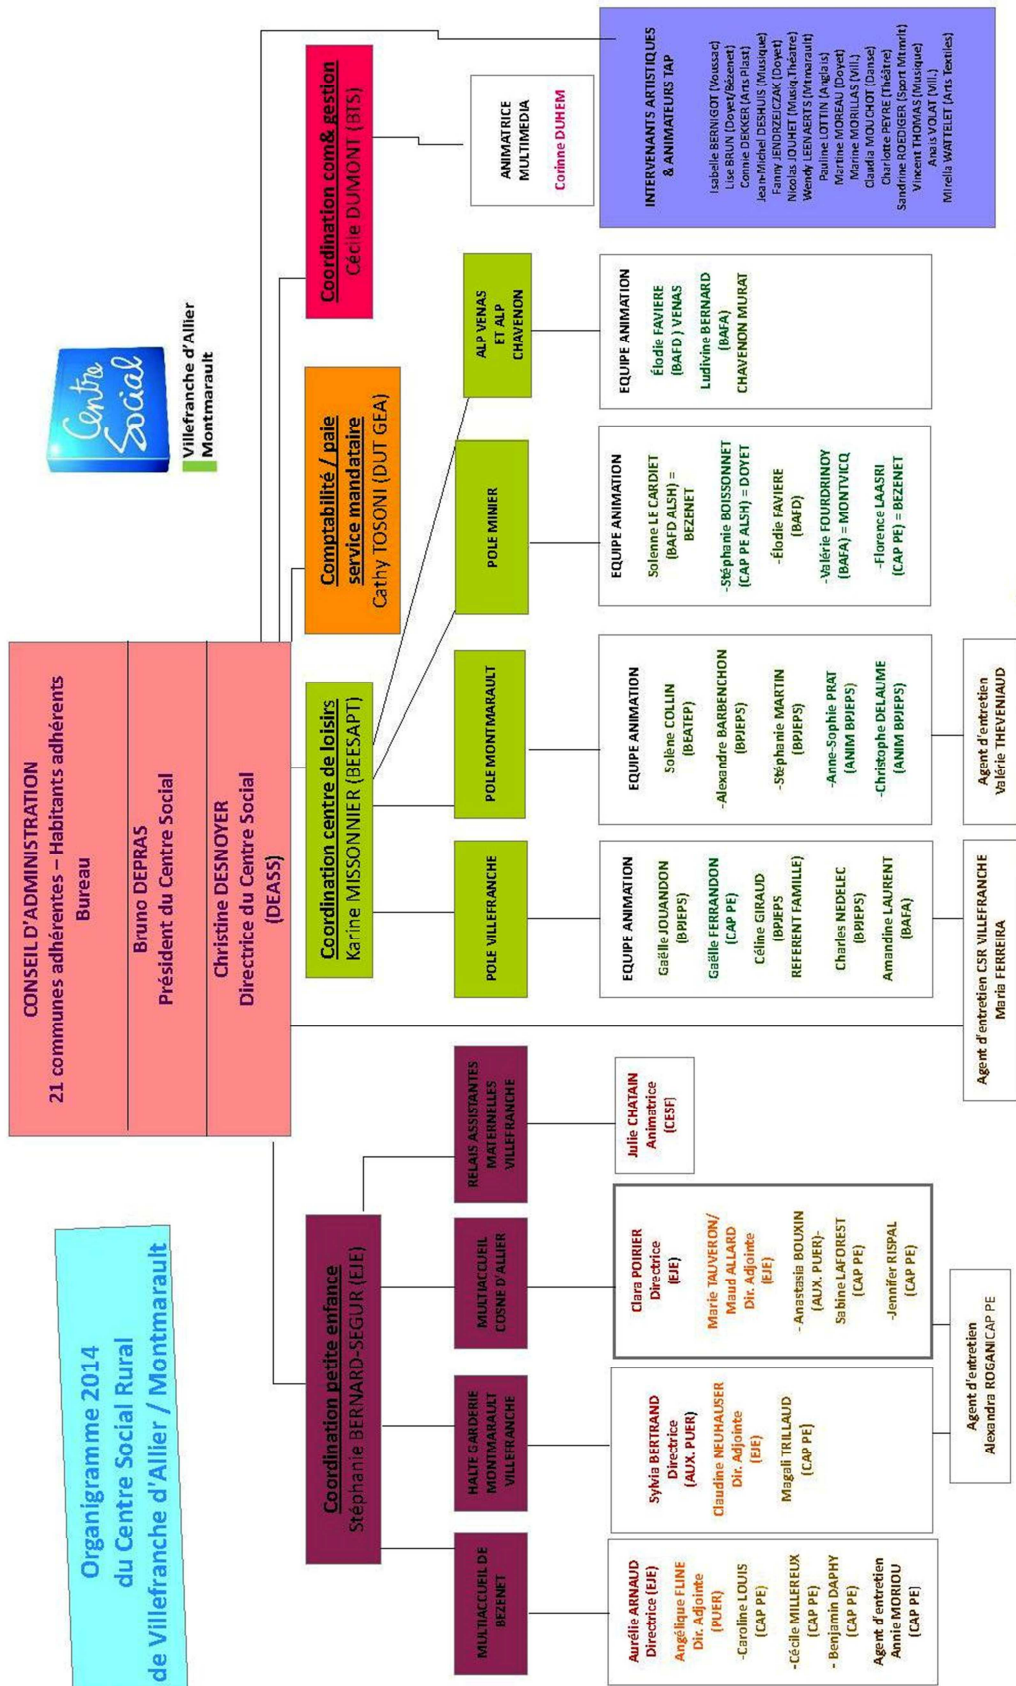 Organigramme 2014
du Centre Social Rural
de Villefranche d'Allier / Montmarault
CONSEIL D'ADMINISTRATION
21 communes adhérentes – Habitants adhérents
Bureau
Bruno DEPRAS
Président du Centre Social
Christine DESNOYER
Directrice du Centre Social
(DEASS)
Centre
Social
Villefranche d'Allier
Montmarault
Coordination petite enfance
Stéphanie BERNARD-SEGUR (EJE)
Coordination centre de loisirs
Karine MISSONNIER (BEESAPT)
Comptabilité / paie
service mandataire
Cathy TOSONI (DUT GEA)
Coordination com& gestion
Cécile DUMONT (BTS)
MULTIACCUEIL DE
BEZENET
HALTE GARDERIE
MONTMARAULT
VILLEFRANCHE
MULTIACCUEIL
COSNE D'ALLIER
RELAIS ASSISTANTES
MATERNELLES
VILLEFRANCHE
POLE VILLEFRANCHE
POLE MONTMARAULT
POLE MINIER
ALP VENAS
ET ALP
CHAVENON
ANIMATRICE
MULTIMEDIA
Corinne DUHEM
Aurélie ARNAUD
Directrice (EJE)
Angélique FLINE
Dir. Adjointe
(PUER)
-Caroline LOUIS
(CAP PE)
-Cécile MILLEREUX
(CAP PE)
- Benjamin DAPHY
(CAP PE)
Agent d'entretien
Annie MORIOU
(CAP PE)
Sylvia BERTRAND
Directrice
(AUX. PUER)
Claudine NEUHAUSER
Dir. Adjointe
(EJE)
Magali TRILLAUD
(CAP PE)
Clara POIRIER
Directrice
(EJE)
Marie TAUVERON/
Maud ALLARD
Dir. Adjointe
(EJE)
- Anastasia BOUXIN
(AUX. PUER)-
Sabine LAFOREST
(CAP PE)
-Jennifer RISPAL
(CAP PE)
Julie CHATAIN
Animatrice
(CESF)
EQUIPE ANIMATION
Gaëlle JOUANDON
(BPJEPS)
Gaëlle FERRANDON
(CAP PE)
Céline GIRAUD
(BPJEPS
REFERENT FAMILLE)
Charles NEDELEC
(BPJEPS)
Amandine LAURENT
(BAFA)
EQUIPE ANIMATION
Solène COLLIN
(BEATEP)
-Alexandre BARBENCHON
(BPJEPS)
-Stéphanie MARTIN
(BPJEPS)
-Anne-Sophie PRAT
(ANIM BPJEPS)
-Christophe DELAUME
(ANIM BPJEPS)
EQUIPE ANIMATION
Solenne LE CARDIET
(BAFD ALSH) =
BEZENET
-Stéphanie BOISSONNET
(CAP PE ALSH) = DOYET
-Élodie FAVIERE
(BAFD)
-Valérie FOURDRINOY
(BAFA) = MONTVICQ
-Florence LAASRI
(CAP PE) = BEZENET
EQUIPE ANIMATION
Élodie FAVIERE
(BAFD ) VENAS
Ludivine BERNARD
(BAFA)
CHAVENON MURAT
INTERVENANTS ARTISTIQUES
& ANIMATEURS TAP
Isabelle BERNIGOT (Voussac)
Lise BRUN (Doyet/Bézenet)
Connie DEKKER (Arts Plast)
Jean-Michel DESHUIS (Musique)
Fanny JENDRZEJCZAK (Doyet)
Nicolas JOUHET (Musiq.Théatre)
Wendy LEENAERTS (Mtmarault)
Pauline LOTTIN (Anglais)
Martine MOREAU (Doyet)
Marine MORILLAS (Vill.)
Claudia MOUCHOT (Danse)
Charlotte PEYRE (Théâtre)
Sandrine ROEDIGER (Sport Mtmrlt)
Vincent THOMAS (Musique)
Anais VOLAT (Vill.)
Mirella WATTELET (Arts Textiles)
Agent d'entretien
Alexandra ROGANI CAP PE
Agent d'entretien CSR VILLEFRANCHE
Maria FERREIRA
Agent d'entretien
Valérie THEVENIAUD